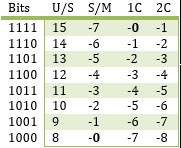 Bits U/S S/M 1C 2C
1111 15 -7 -0 -1
1110 14 -6 -1 -2
1101 13 -5 -2 -3
1100 12 -4 -3 -4
1011 11 -3 -4 -5
1010 10 -2 -5 -6
1001 9 -1 -6 -7
1000 8 -0 -7 -8